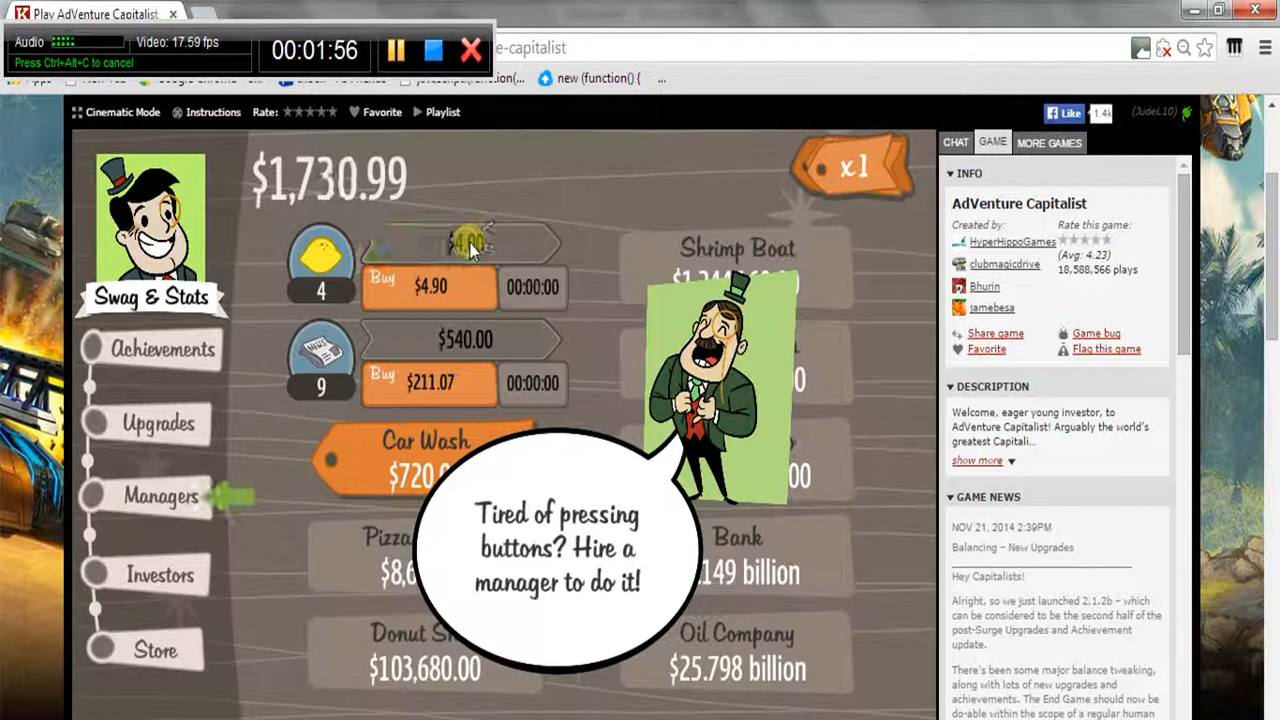 Play AdVenture Capitalist
Audio
Video: 17.59 fps
Press Ctrl+Alt+C to cancel
00:01:56
e-capitalist
new (function() {
...
Cinematic Mode
Instructions
Rate:
Favorite
Playlist
Like
1.4k
(JudeL10)
$1,730.99
x1
Swag & Stats
Achievements
Upgrades
Managers
Investors
Store
4
Buy
$4.90
00:00:00
NEWS
9
$540.00
Buy
$211.07
00:00:00
Car Wash
$720.
Pizza
$8,6
Donut S
$103,680.00
Shrimp Boat
Bank
149 billion
Oil Company
$25.798 billion
Tired of pressing
buttons? Hire a
manager to do it!
CHAT
GAME
MORE GAMES
INFO
AdVenture Capitalist
Created by:
HyperHippoGames
clubmagicdrive
Bhurin
jamebesa
Rate this game:
(Avg: 4.23)
18,588,566 plays
Share game
Game bug
Favorite
Flag this game
DESCRIPTION
Welcome, eager young investor, to
AdVenture Capitalist! Arguably the world's
greatest Capitali...
show more
GAME NEWS
NOV 21, 2014 2:39PM
Balancing – New Upgrades
Hey Capitalists!
Alright, so we just launched 2.1.2b – which
can be considered to be the second half of the
post-Surge Upgrades and Achievement
update.
There's been some major balance tweaking,
along with lots of new upgrades and
achievements. The End Game should now be
do-able within the scope of a regular human